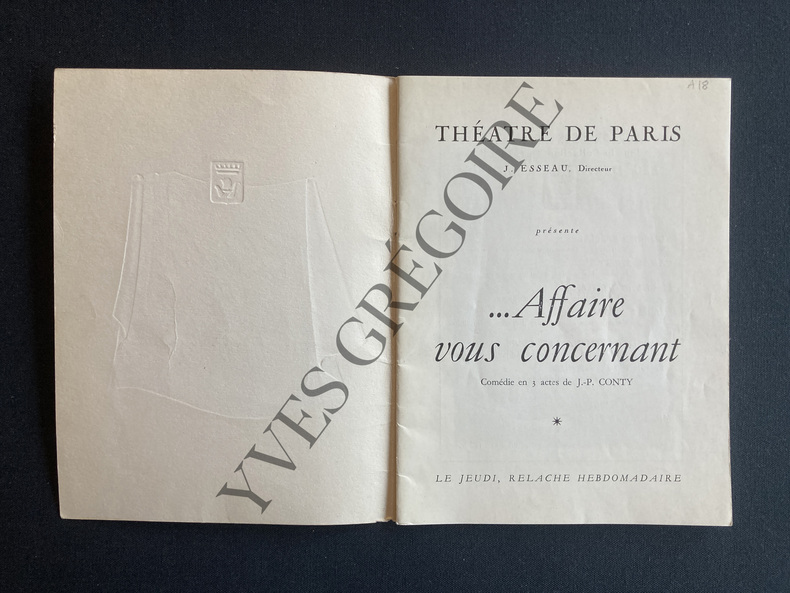 A18
THÉATRE DE PARIS
J. ESSEAU, Directeur
présente
...Affaire
vous concernant
Comédie en 3 actes de J.-P. CONTY
LE JEUDI, RELACHE HEBDOMADAIRE
YVES GRÉGOIRE